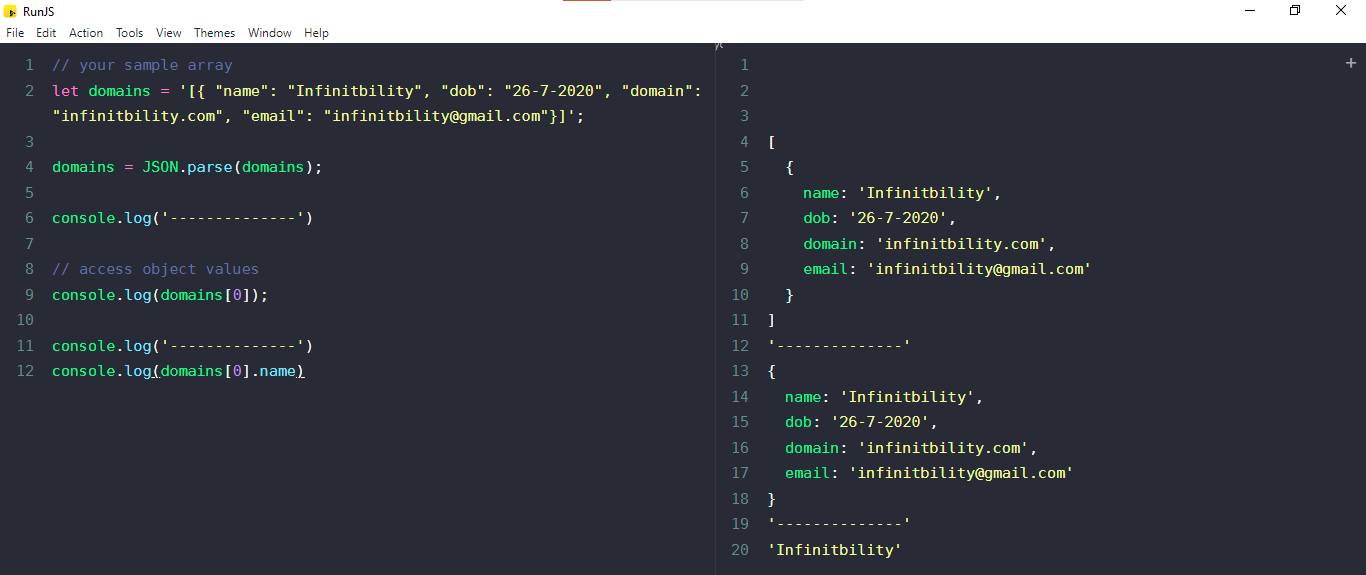 RunJS
File Edit Action Tools View Themes Window Help
1 // your sample array
2 let domains = '[{ "name": "Infinitbility", "dob": "26-7-2020", "domain":
"infinitbility.com", "email": "infinitbility@gmail.com"}]';
3
4 domains = JSON.parse(domains);
5
6 console.log('--------------')
7
8 // access object values
9 console.log(domains[0]);
10
11 console.log('--------------')
12 console.log(domains[0].name)
1
2
3
4 [
5 {
6 name: 'Infinitbility',
7 dob: '26-7-2020',
8 domain: 'infinitbility.com',
9 email: 'infinitbility@gmail.com'
10 }
11 ]
12 '--------------'
13 {
14 name: 'Infinitbility',
15 dob: '26-7-2020',
16 domain: 'infinitbility.com',
17 email: 'infinitbility@gmail.com'
18 }
19 '--------------'
20 'Infinitbility'